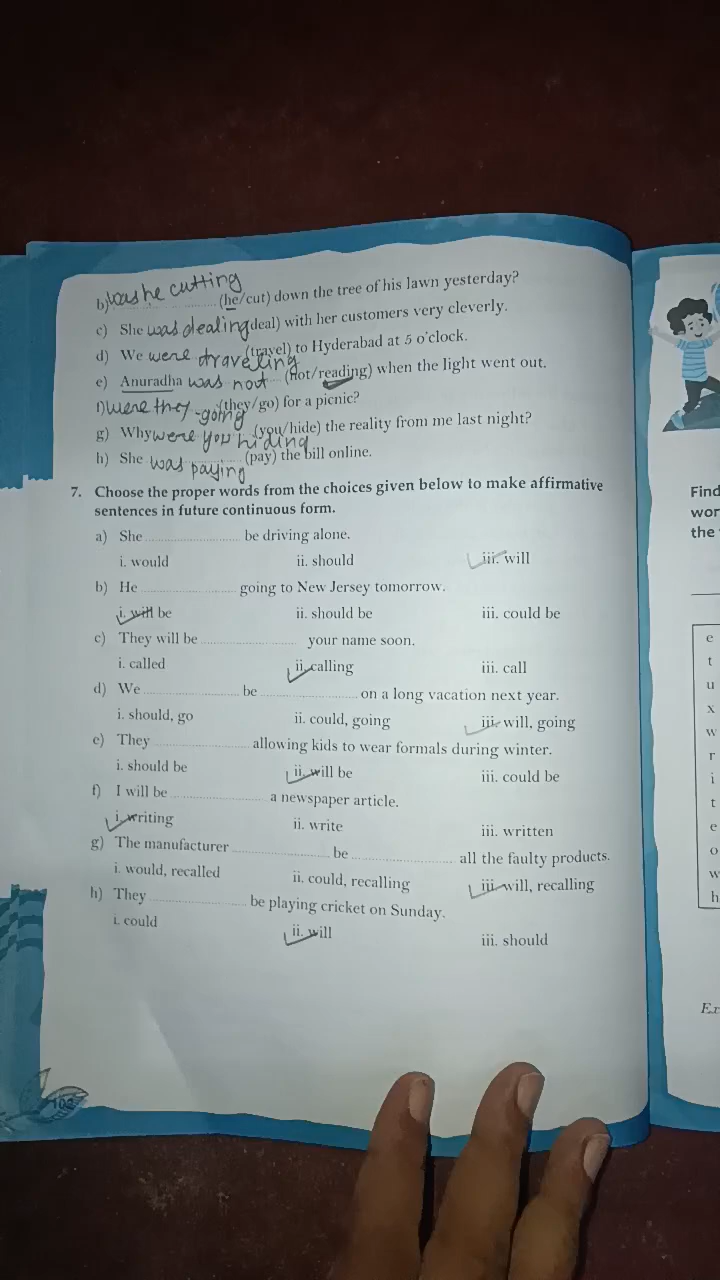 b) was he cutting (he/cut) down the tree of his lawn yesterday?
c) She was dealing (deal) with her customers very cleverly.
d) We were traveling (travel) to Hyderabad at 5 o'clock.
e) Anuradha was not (not/reading) when the light went out.
f) were they going (they/go) for a picnic?
g) Why were you hiding (you/hide) the reality from me last night?
h) She was paying (pay) the bill online.
7. Choose the proper words from the choices given below to make affirmative
sentences in future continuous form.
a) She ........................ be driving alone.
i. would ii. should iii. will
b) He ........................ going to New Jersey tomorrow.
i. will be ii. should be iii. could be
c) They will be ........................ your name soon.
i. called ii. calling iii. call
d) We ........................ be ........................ on a long vacation next year.
i. should, go ii. could, going iii. will, going
e) They ........................ allowing kids to wear formals during winter.
i. should be ii. will be iii. could be
f) I will be ........................ a newspaper article.
i. writing ii. write iii. written
g) The manufacturer ........................ be ........................ all the faulty products.
i. would, recalled ii. could, recalling iii. will, recalling
h) They ........................ be playing cricket on Sunday.
i. could ii. will iii. should
Find
the
e
t
u
x
w
r
i
t
e
o
w
h